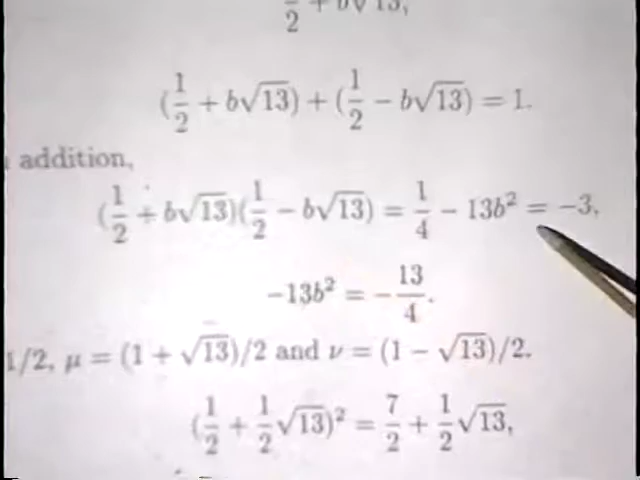 (1/2 + b√13) + (1/2 − b√13) = 1.
addition,
(1/2 + b√13)(1/2 − b√13) = 1/4 − 13b² = −3,
−13b² = −13/4.
1/2, μ = (1 + √13)/2 and ν = (1 − √13)/2.
(1/2 + 1/2√13)² = 7/2 + 1/2√13,